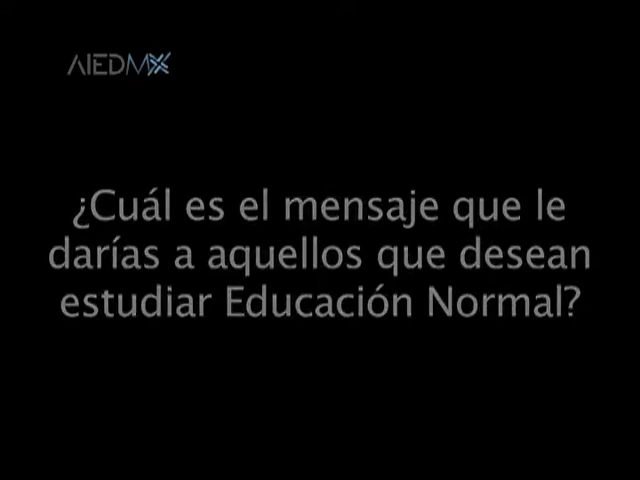 AIEDMX
¿Cuál es el mensaje que le
darías a aquellos que desean
estudiar Educación Normal?